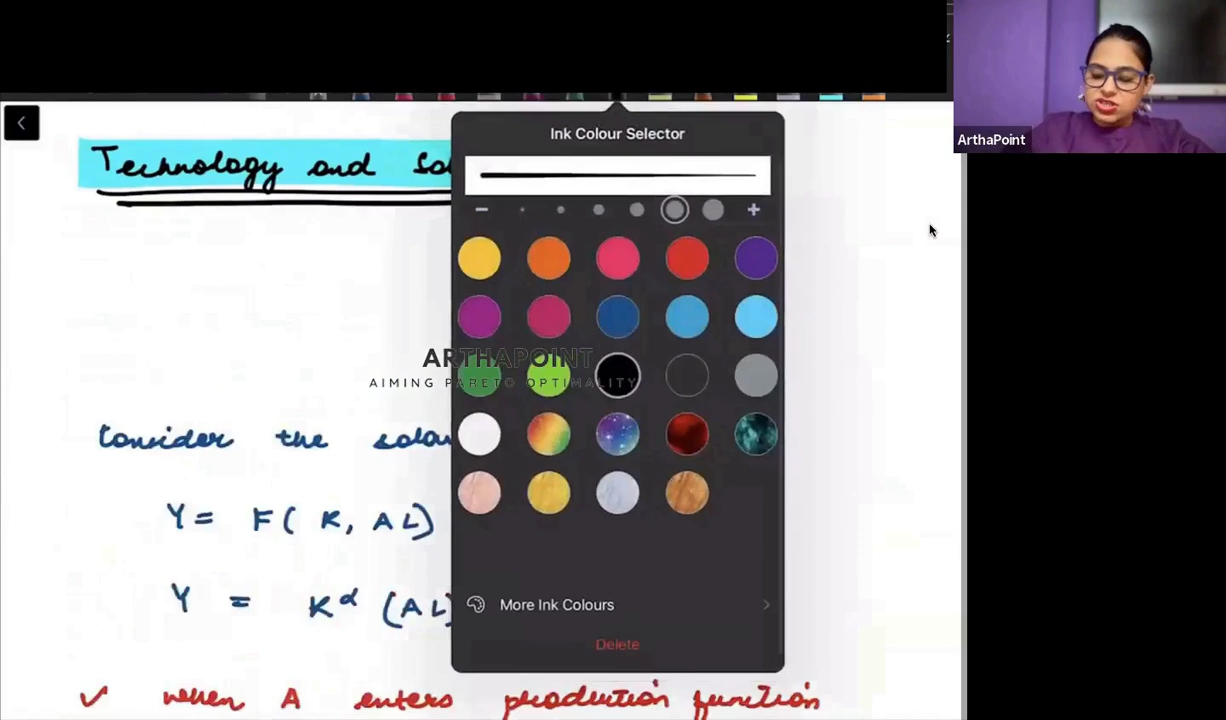 Ink Colour Selector
ArthaPoint
Technology and
ARTHAPOINT
AIMING PARETO OPTIMALITY
Consider the
Y = F( K, AL)
Y = K^α (AL)
More Ink Colours
Delete
✓ when A enters production function